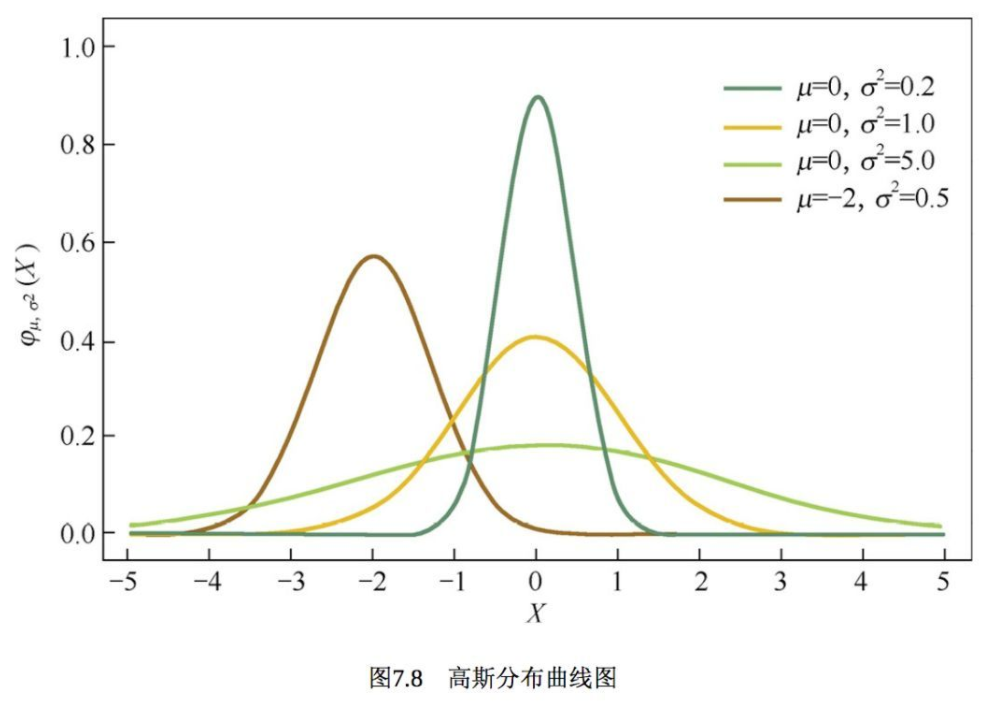 1.0
0.8
0.6
0.4
0.2
0.0
φμ, σ² (X)
μ=0, σ²=0.2
μ=0, σ²=1.0
μ=0, σ²=5.0
μ=−2, σ²=0.5
−5 −4 −3 −2 −1 0 1 2 3 4 5
X
图7.8 高斯分布曲线图